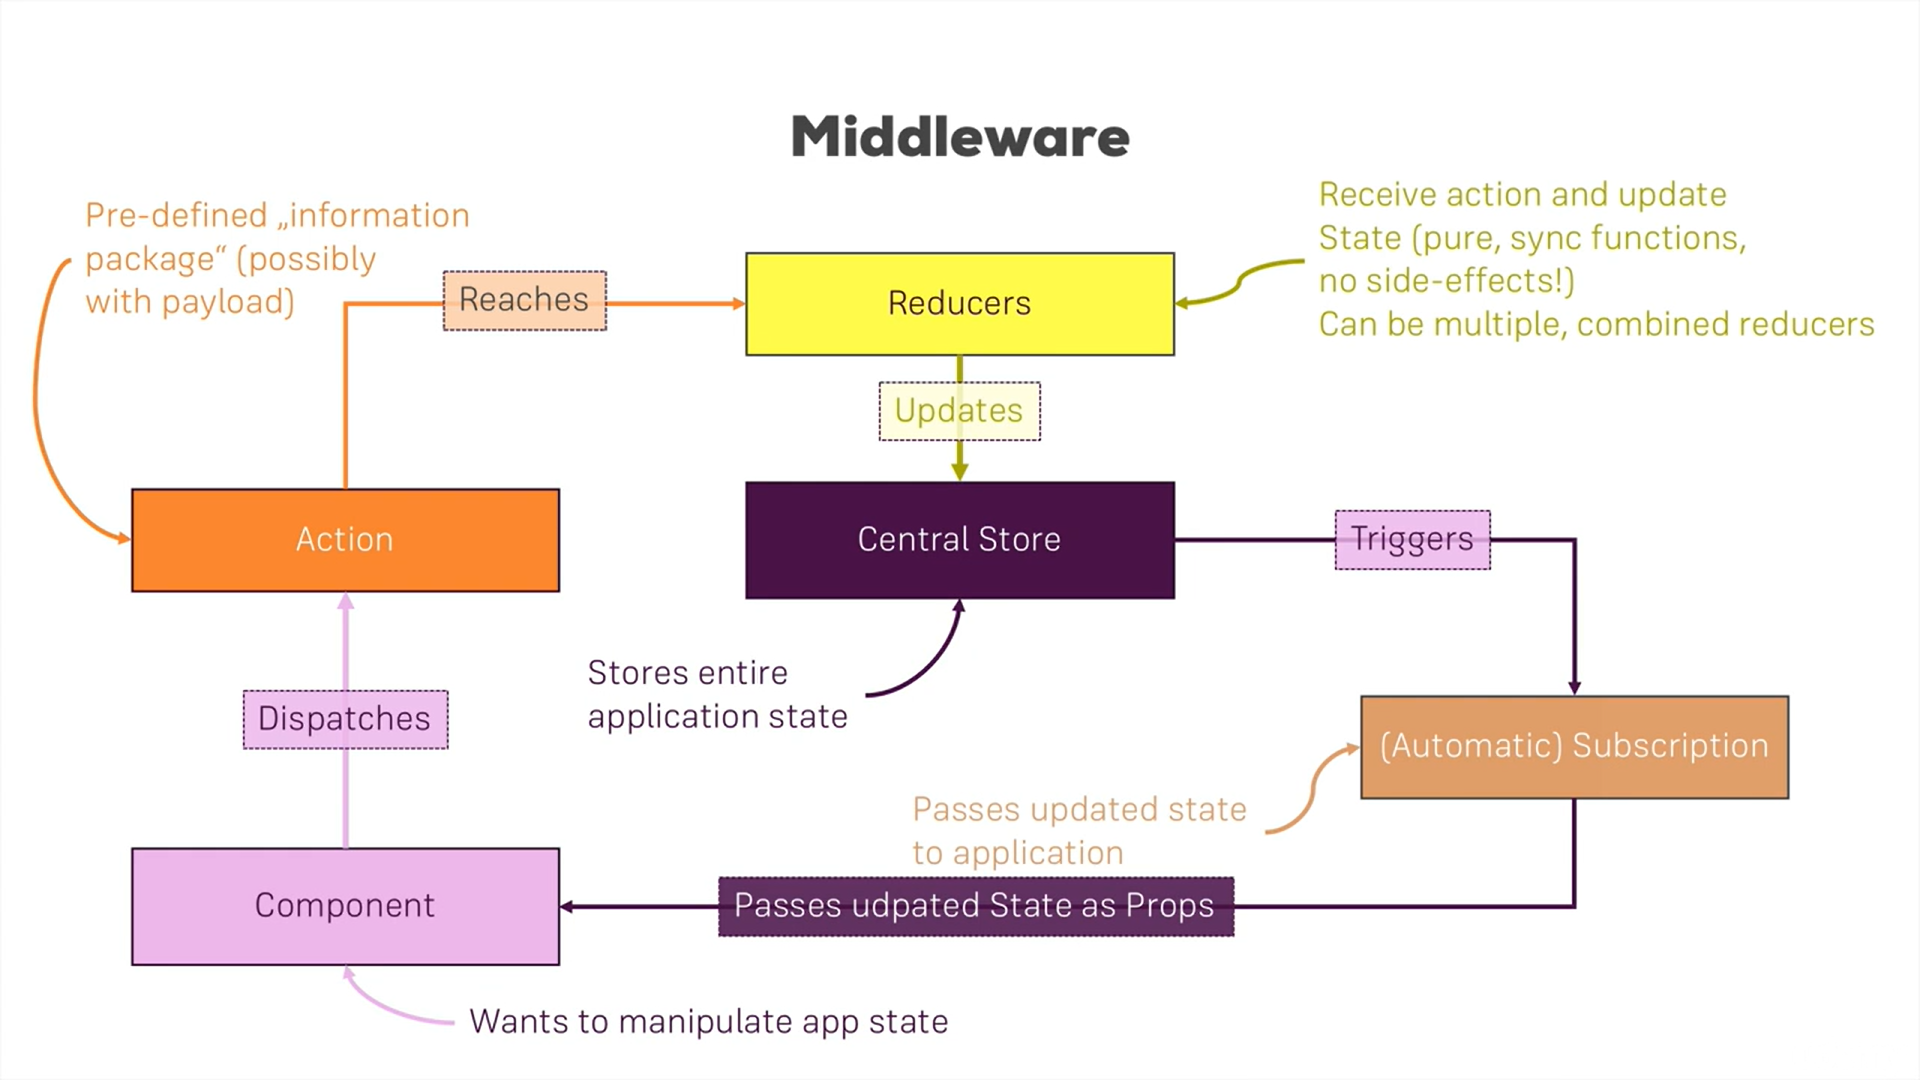 Middleware
Pre-defined „information
package“ (possibly
with payload)
Reaches
Reducers
Receive action and update
State (pure, sync functions,
no side-effects!)
Can be multiple, combined reducers
Updates
Action
Central Store
Triggers
Stores entire
application state
Dispatches
(Automatic) Subscription
Passes updated state
to application
Component
Passes udpated State as Props
Wants to manipulate app state